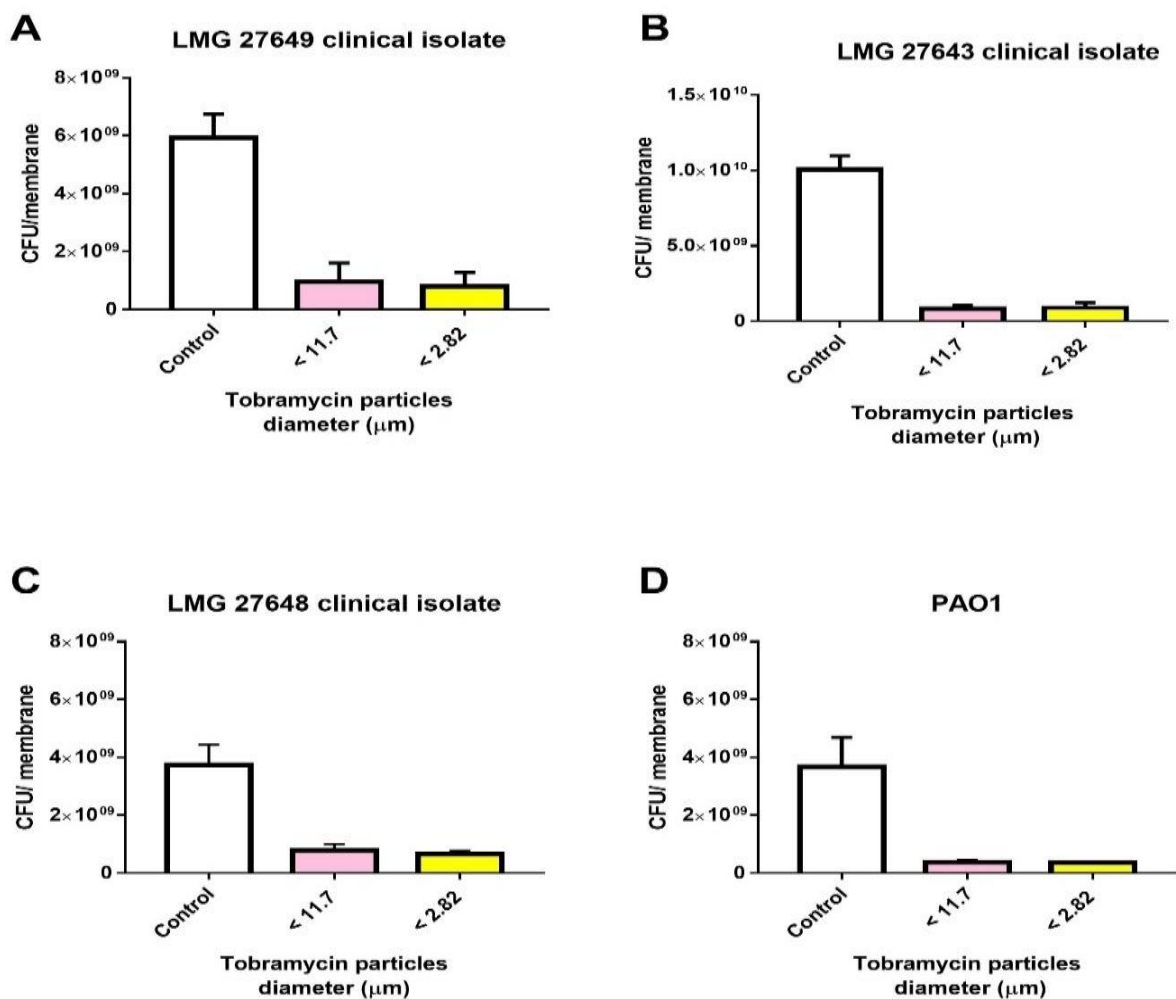 A
LMG 27649 clinical isolate
CFU/membrane
8×10⁰⁹
6×10⁰⁹
4×10⁰⁹
2×10⁰⁹
0
Control
< 11.7
< 2.82
Tobramycin particles
diameter (μm)
B
LMG 27643 clinical isolate
CFU/ membrane
1.5×10¹⁰
1.0×10¹⁰
5.0×10⁰⁹
0
Control
< 11.7
< 2.82
Tobramycin particles
diameter (μm)
C
LMG 27648 clinical isolate
CFU/ membrane
8×10⁰⁹
6×10⁰⁹
4×10⁰⁹
2×10⁰⁹
0
Control
< 11.7
< 2.82
Tobramycin particles
diameter (μm)
D
PAO1
CFU/ membrane
8×10⁰⁹
6×10⁰⁹
4×10⁰⁹
2×10⁰⁹
0
Control
< 11.7
< 2.82
Tobramycin particles
diameter (μm)